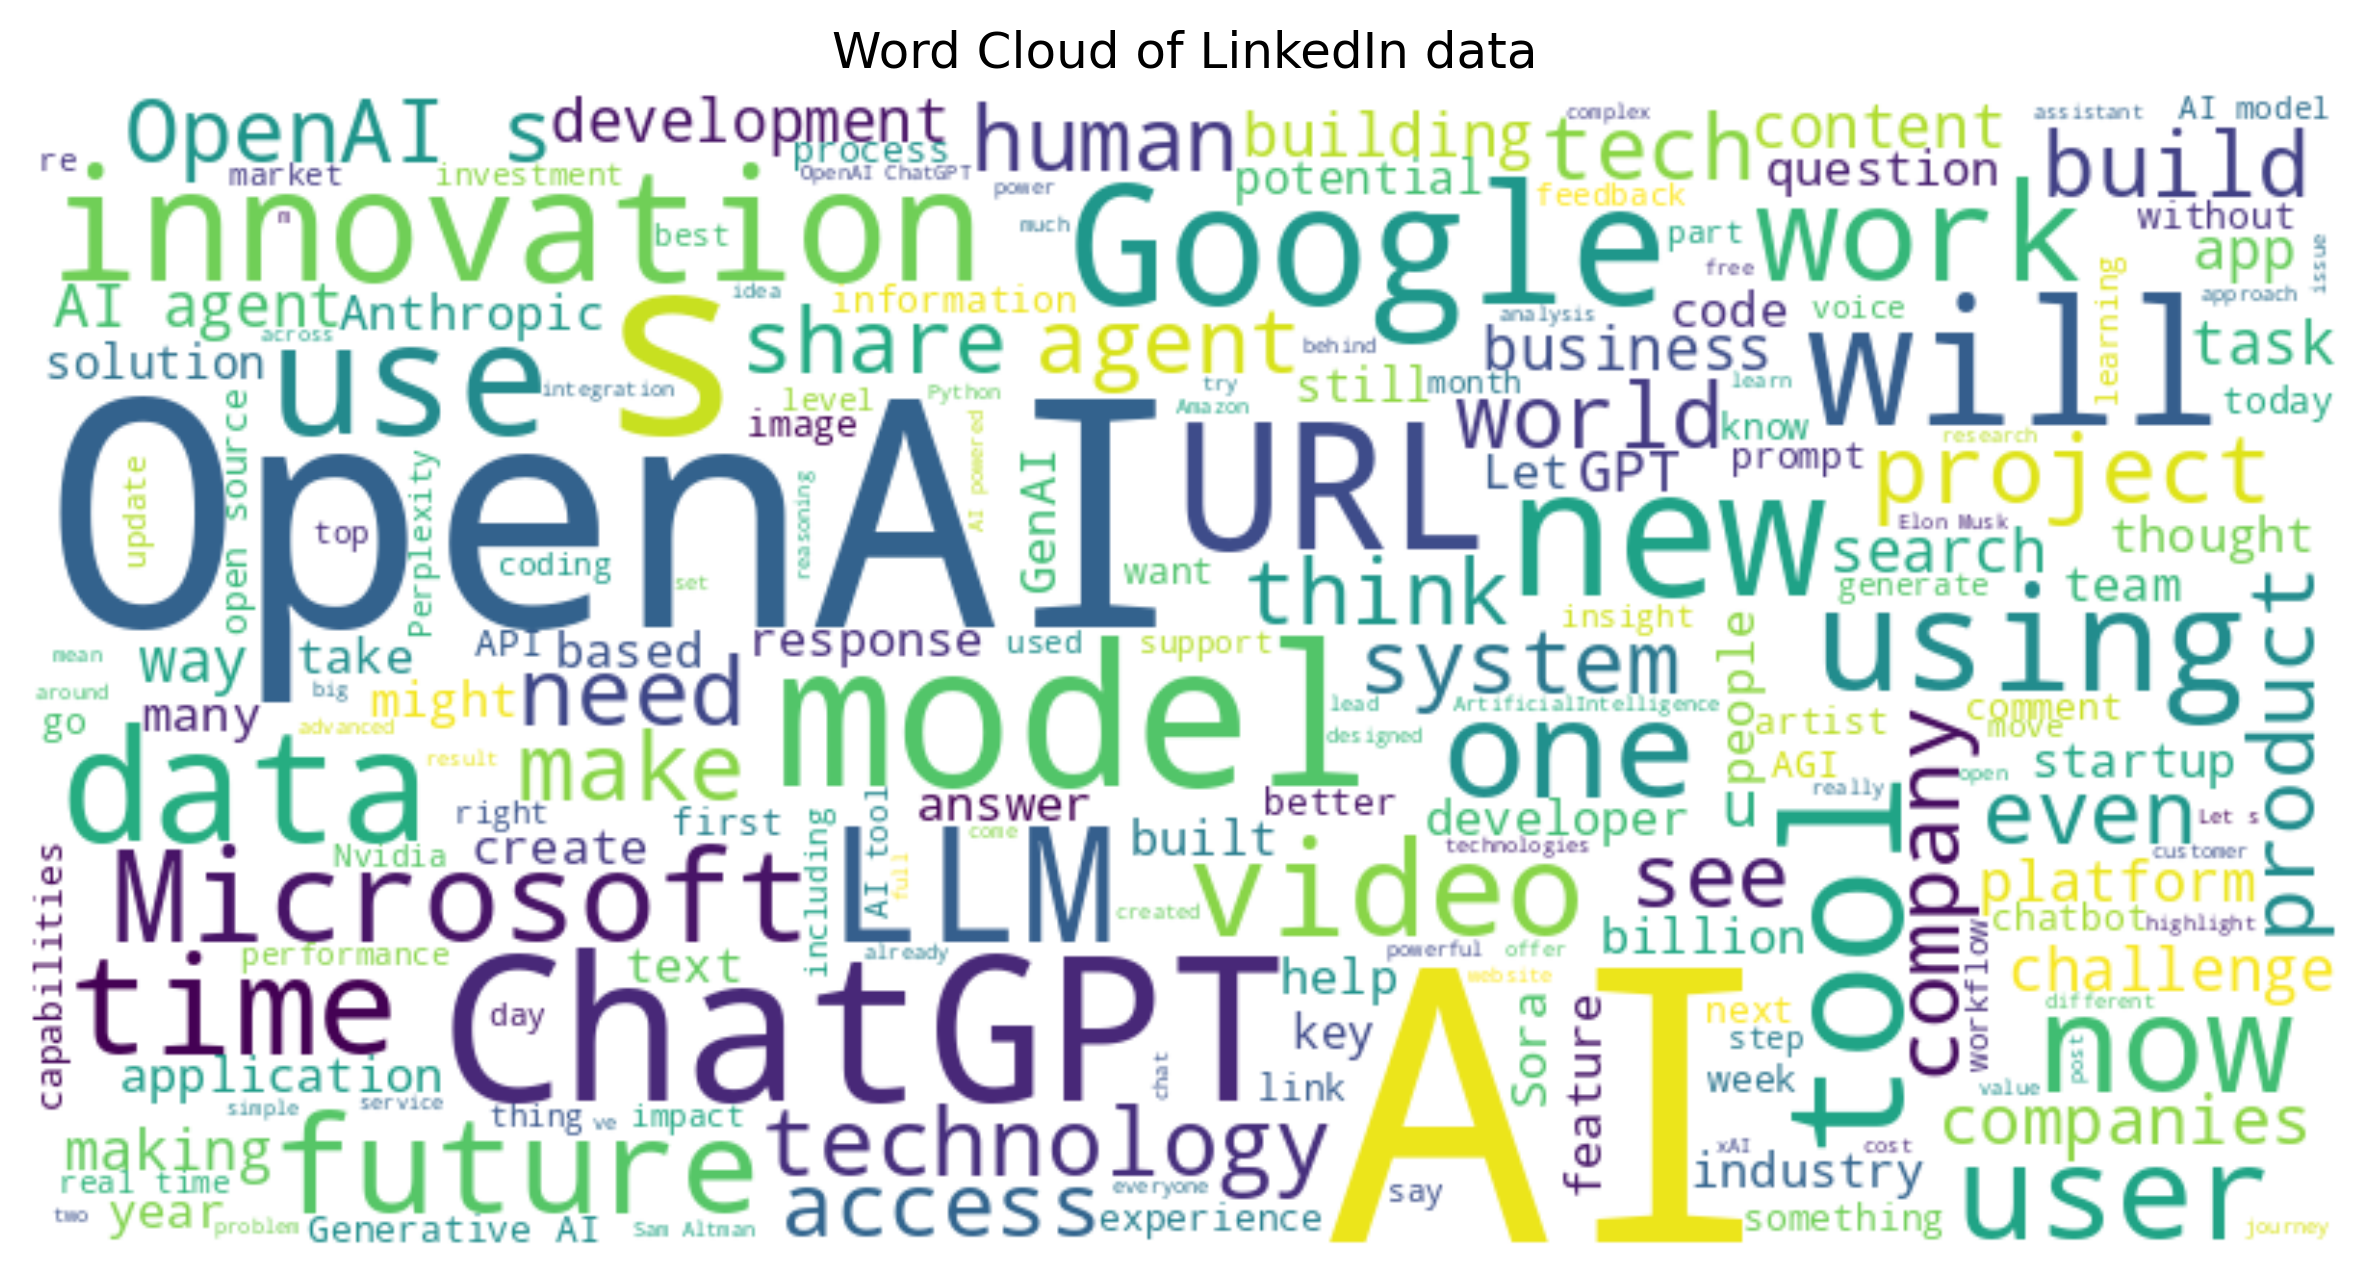 Word Cloud of LinkedIn data
OpenAI s
development
human
building
complex
tech
content
assistant
AI model
re
market
investment
process
OpenAI ChatGPT
power
potential
feedback
question
build
m
innovation
best
much
Google
part
free
work
without
app
issue
AI agent
Anthropic
across
idea
information
s
share
agent
analysis
behind
code
voice
approach
learning
will
task
solution
use
integration
level
Python
try
Amazon
still
month
business
learn
today
open source
image
AI powered
world
know
research
OpenAI
update
top
Perplexity
coding
reasoning
set
GenAI
URL
want
Let
GPT
prompt
project
Elon Musk
thought
new
search
generate
team
think
insight
using
product
mean
around
way
take
API
based
response
used
support
system
people
go
many
big
advanced
might
need
model
lead
ArtificialIntelligence
designed
artist
comment
move
data
result
make
one
AGI
open
startup
company
right
first
answer
better
developer
really
tool
even
Let s
capabilities
Nvidia
create
including
AI tool
come
full
LLM
built
technologies
see
customer
Microsoft
created
video
platform
chatbot
highlight
performance
text
already
powerful
offer
billion
workflow
time
day
ChatGPT
help
website
challenge
key
Sora
feature
next
step
different
now
post
application
simple
service
chat
link
AI
week
value
thing
ve
impact
making
future
technology
xAI
cost
companies
real time
industry
two
year
problem
Generative AI
Sam Altman
access
everyone
experience
say
something
user
journey